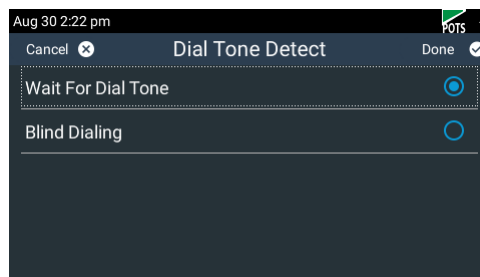 Aug 30 2:22 pm POTS
Cancel Dial Tone Detect Done
Wait For Dial Tone
Blind Dialing